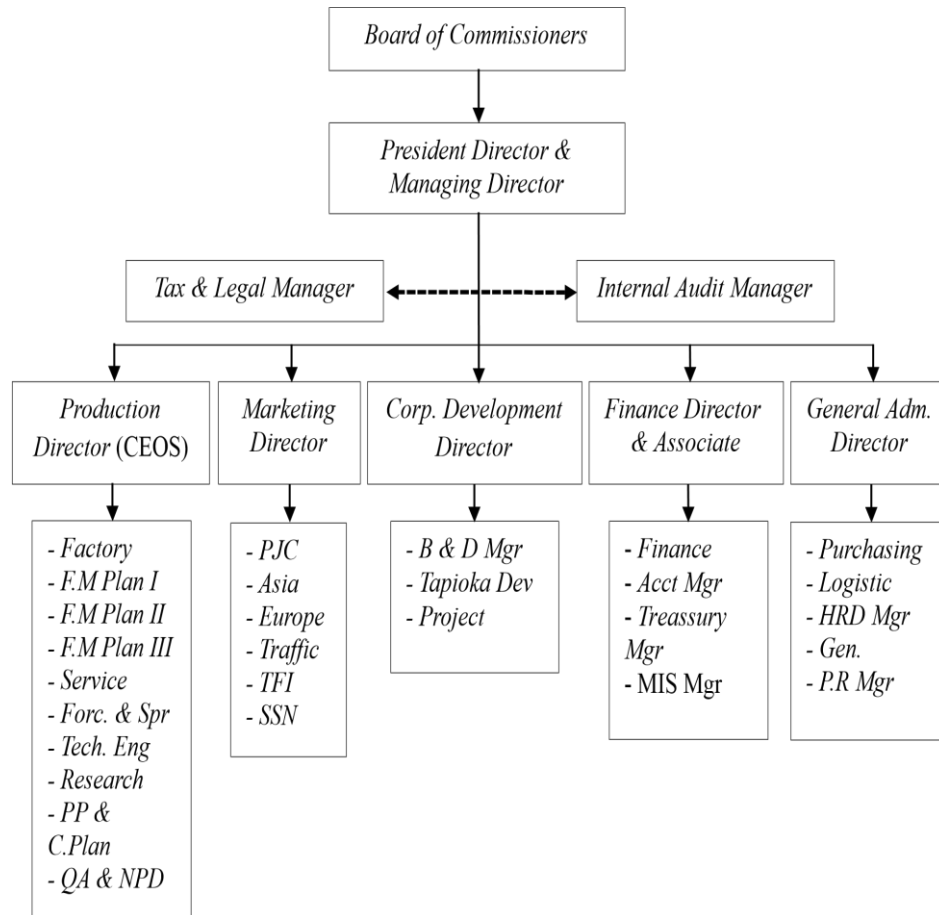 Board of Commissioners
President Director &
Managing Director
Tax & Legal Manager
Internal Audit Manager
Production
Director (CEOS)
Marketing
Director
Corp. Development
Director
Finance Director
& Associate
General Adm.
Director
- Factory
- F.M Plan I
- F.M Plan II
- F.M Plan III
- Service
- Forc. & Spr
- Tech. Eng
- Research
- PP &
C.Plan
- QA & NPD
- PJC
- Asia
- Europe
- Traffic
- TFI
- SSN
- B & D Mgr
- Tapioka Dev
- Project
- Finance
- Acct Mgr
- Treassury
Mgr
- MIS Mgr
- Purchasing
- Logistic
- HRD Mgr
- Gen.
- P.R Mgr